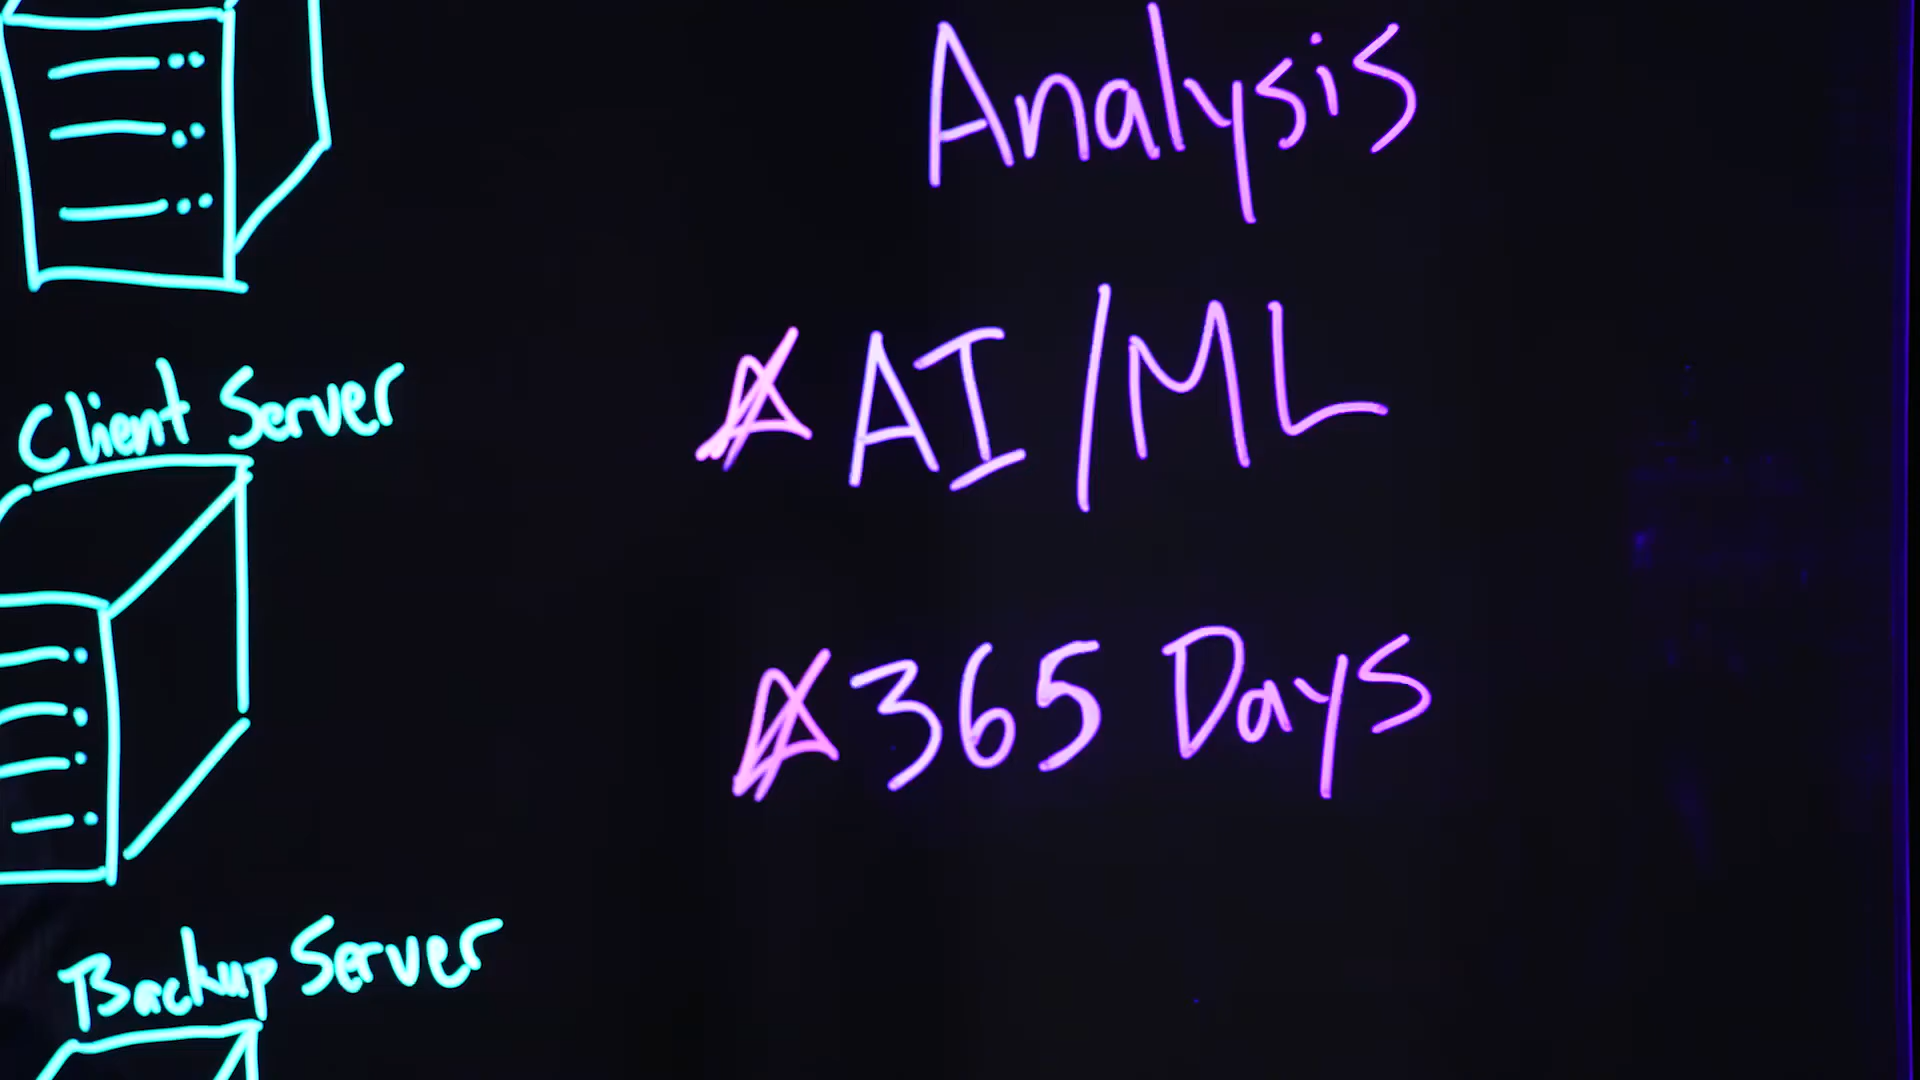 Analysis
AI/ML
365 Days
Client Server
Backup Server